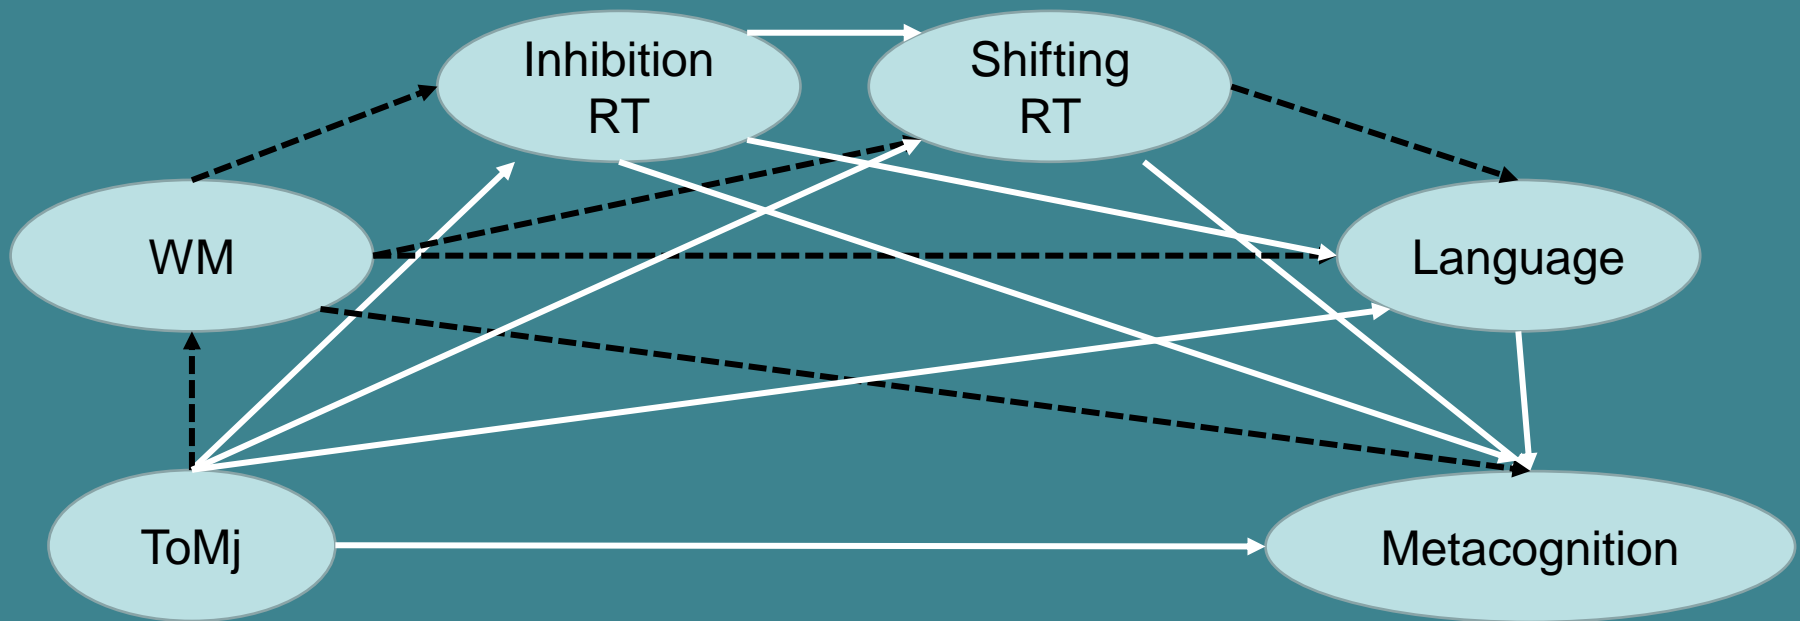 Inhibition
RT
Shifting
RT
WM
Language
ToMj
Metacognition